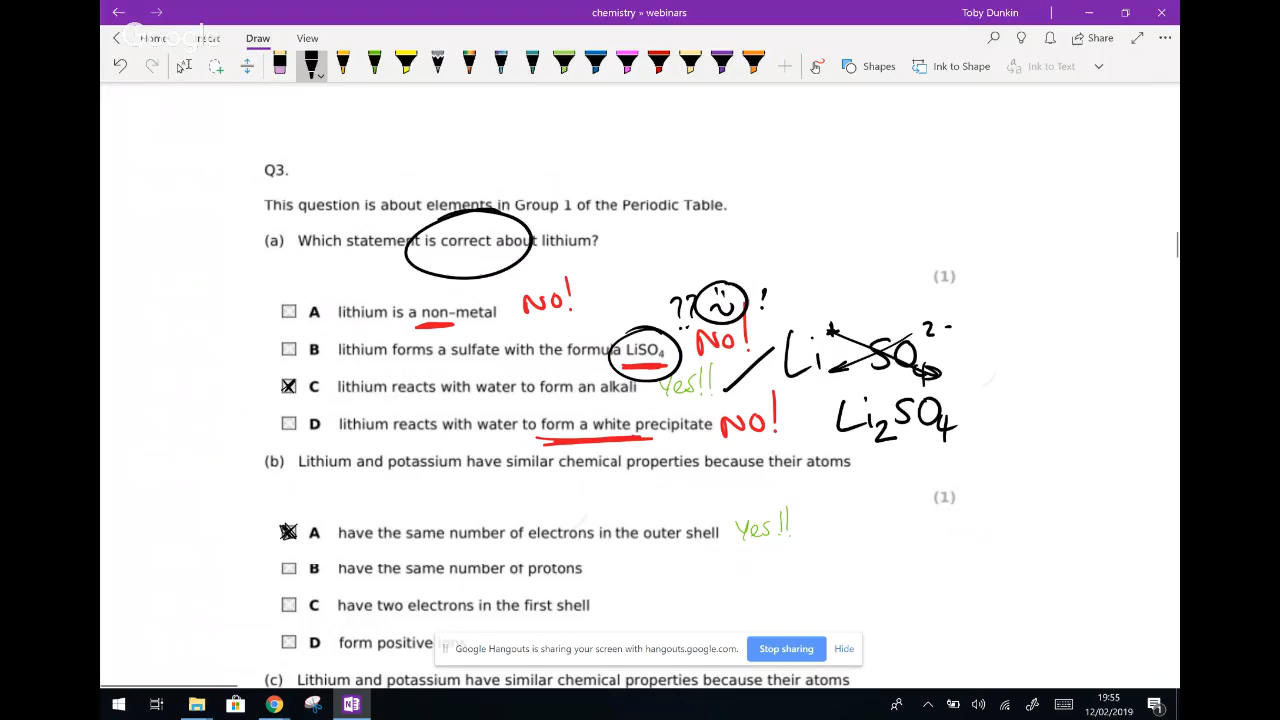 chemistry » webinars
Toby Dunkin
Google
Home Insert Draw View
Share
Shapes Ink to Shape Ink to Text
Q3.
This question is about elements in Group 1 of the Periodic Table.
(a) Which statement is correct about lithium?
(1)
A lithium is a non-metal NO!
?? !
B lithium forms a sulfate with the formula LiSO₄ NO! Li⁺ SO₄ 2-
C lithium reacts with water to form an alkali Yes!!
Li₂SO₄
D lithium reacts with water to form a white precipitate NO!
(b) Lithium and potassium have similar chemical properties because their atoms
(1)
A have the same number of electrons in the outer shell Yes!!
B have the same number of protons
C have two electrons in the first shell
D form positive
Google Hangouts is sharing your screen with hangouts.google.com. Stop sharing Hide
(c) Lithium and potassium have similar chemical properties because their atoms
19:55
12/02/2019